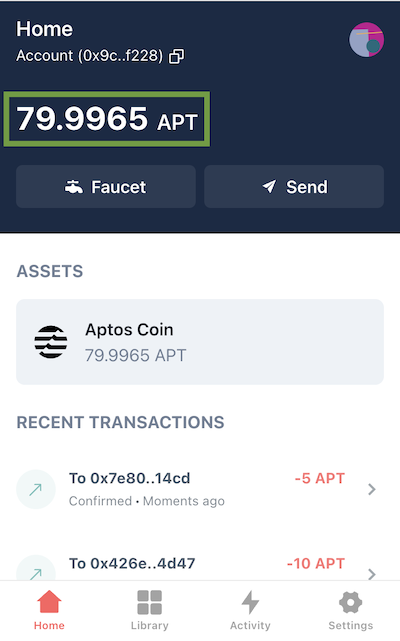 Home
Account (0x9c..f228)
79.9965 APT
Faucet
Send
ASSETS
Aptos Coin
79.9965 APT
RECENT TRANSACTIONS
To 0x7e80..14cd -5 APT
Confirmed • Moments ago
To 0x426e..4d47 -10 APT
Home Library Activity Settings